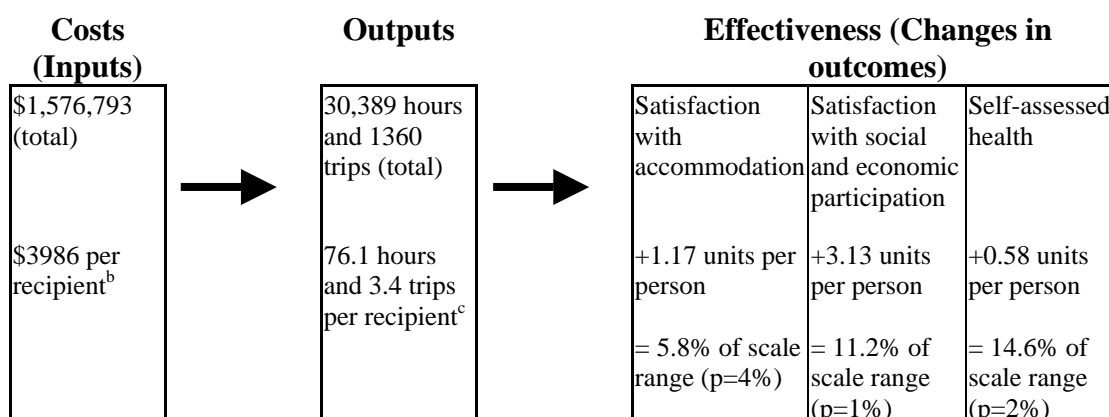 Costs
(Inputs)
Outputs
Effectiveness (Changes in
outcomes)
$1,576,793
(total)
$3986 per
recipientb
30,389 hours
and 1360
trips (total)
76.1 hours
and 3.4 trips
per recipientc
Satisfaction
with
accommodation
+1.17 units per
person
= 5.8% of scale
range (p=4%)
Satisfaction
with social
and economic
participation
+3.13 units
per person
= 11.2% of
scale range
(p=1%)
Self-assessed
health
+0.58 units
per person
= 14.6% of
scale range
(p=2%)